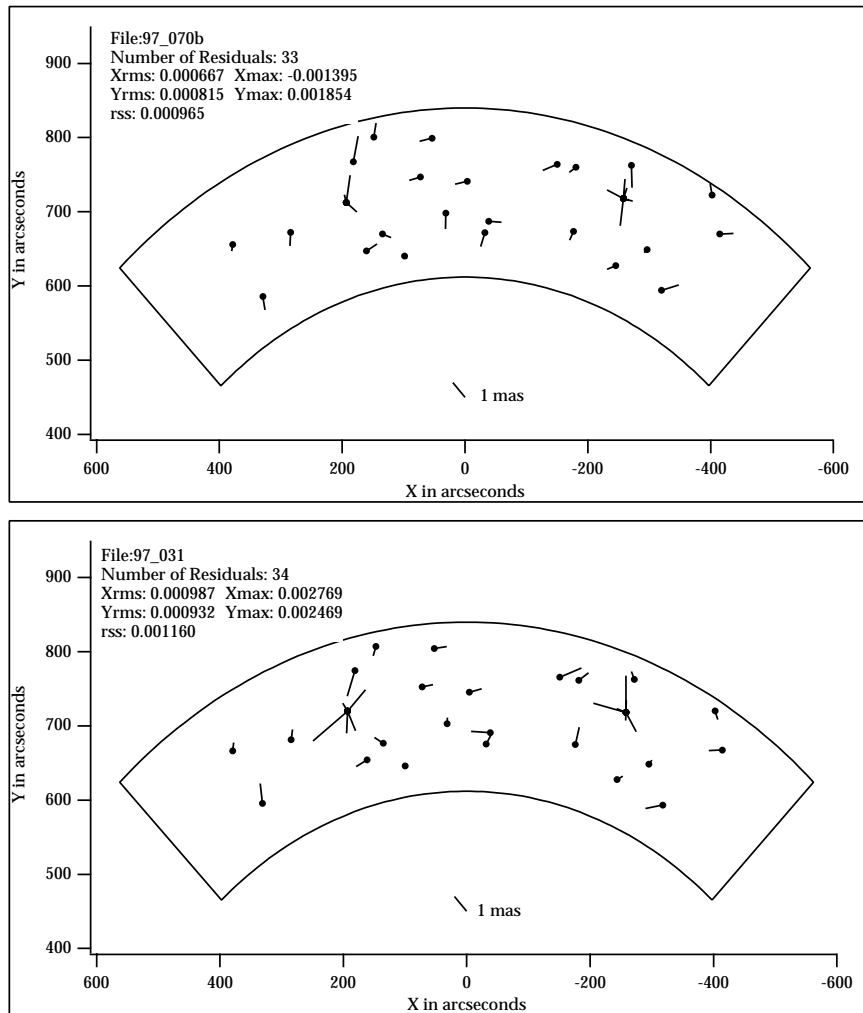 File:97_070b
Number of Residuals: 33
Xrms: 0.000667 Xmax: -0.001395
Yrms: 0.000815 Ymax: 0.001854
rss: 0.000965
900
800
700
600
500
400
Y in arcseconds
1 mas
600 400 200 0 -200 -400 -600
X in arcseconds
File:97_031
Number of Residuals: 34
Xrms: 0.000987 Xmax: 0.002769
Yrms: 0.000932 Ymax: 0.002469
rss: 0.001160
900
800
700
600
500
400
Y in arcseconds
1 mas
600 400 200 0 -200 -400 -600
X in arcseconds